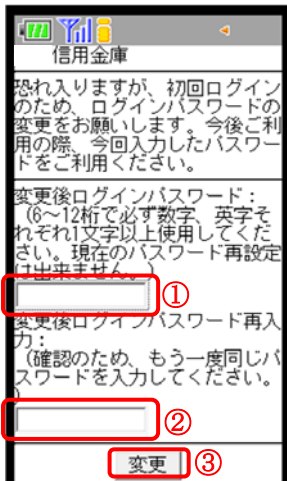 信用金庫
恐れ入りますが、初回ログイン
のため、ログインパスワードの
変更をお願いします。今後ご利
用の際、今回入力したパスワー
ドをご利用ください。
変更後ログインパスワード:
(6~12桁で必ず数字、英字そ
れぞれ1文字以上使用してくだ
さい。現在のパスワード再設定
は出来ません。)
①
変更後ログインパスワード再入
力:
(確認のため、もう一度同じパ
スワードを入力してください。
)
②
変更 ③